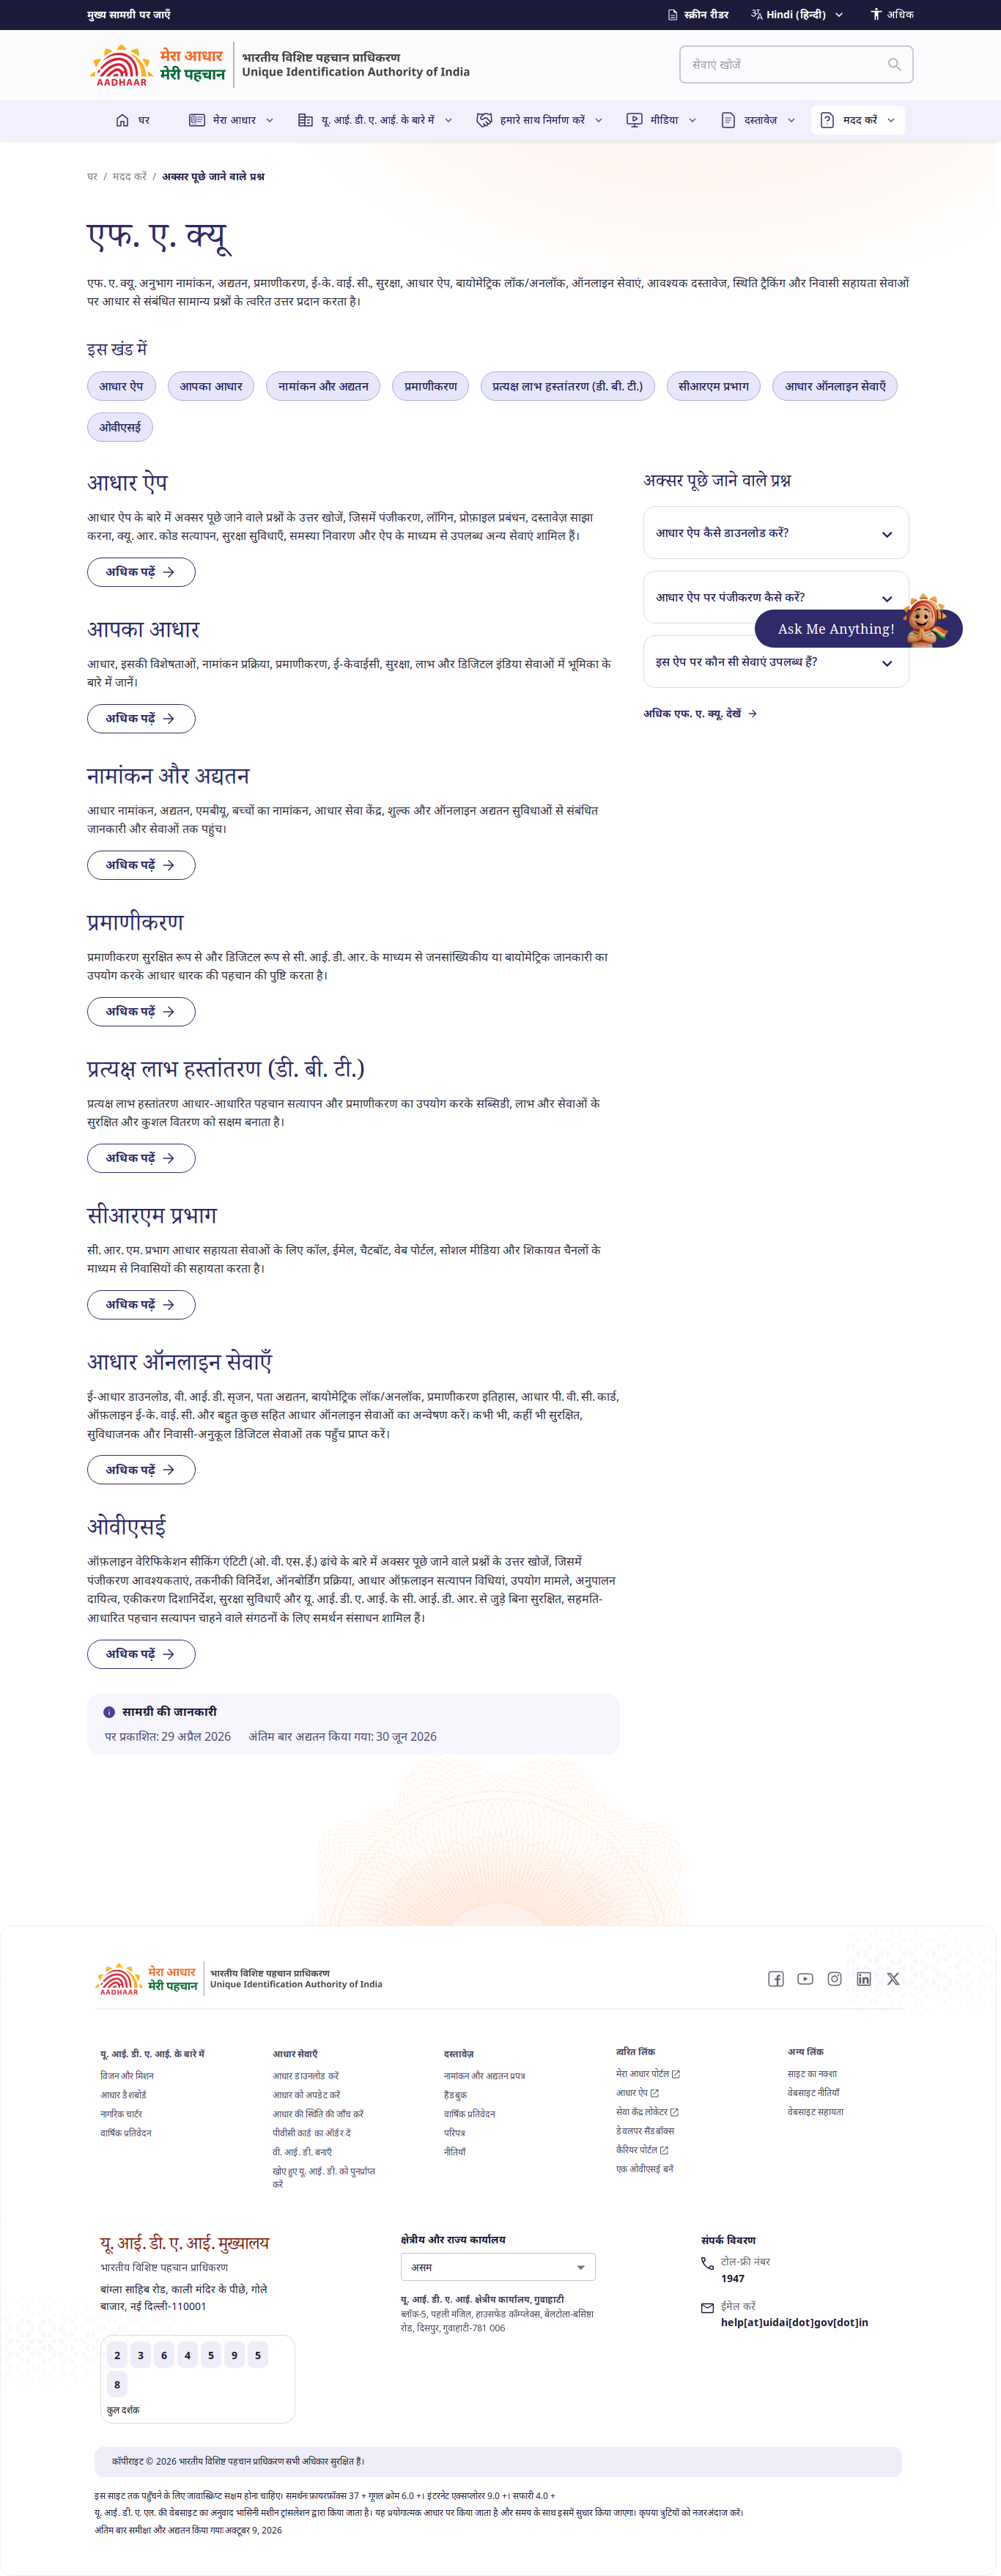 मुख्य सामग्री पर जाएँ
स्क्रीन रीडर
Hindi (हिन्दी)
अधिक
मेरा आधार
मेरी पहचान
AADHAAR
भारतीय विशिष्ट पहचान प्राधिकरण
Unique Identification Authority of India
सेवाएं खोजें
घर
मेरा आधार
यू. आई. डी. ए. आई. के बारे में
हमारे साथ निर्माण करें
मीडिया
दस्तावेज़
मदद करें
घर / मदद करें / अक्सर पूछे जाने वाले प्रश्न
एफ. ए. क्यू
एफ. ए. क्यू. अनुभाग नामांकन, अद्यतन, प्रमाणीकरण, ई-के. वाई. सी., सुरक्षा, आधार ऐप, बायोमेट्रिक लॉक/अनलॉक, ऑनलाइन सेवाएं, आवश्यक दस्तावेज, स्थिति ट्रैकिंग और निवासी सहायता सेवाओं
पर आधार से संबंधित सामान्य प्रश्नों के त्वरित उत्तर प्रदान करता है।
इस खंड में
आधार ऐप
आपका आधार
नामांकन और अद्यतन
प्रमाणीकरण
प्रत्यक्ष लाभ हस्तांतरण (डी. बी. टी.)
सीआरएम प्रभाग
आधार ऑनलाइन सेवाएँ
ओवीएसई
आधार ऐप
आधार ऐप के बारे में अक्सर पूछे जाने वाले प्रश्नों के उत्तर खोजें, जिसमें पंजीकरण, लॉगिन, प्रोफ़ाइल प्रबंधन, दस्तावेज़ साझा
करना, क्यू. आर. कोड सत्यापन, सुरक्षा सुविधाएँ, समस्या निवारण और ऐप के माध्यम से उपलब्ध अन्य सेवाएं शामिल हैं।
अधिक पढ़ें
आपका आधार
आधार, इसकी विशेषताओं, नामांकन प्रक्रिया, प्रमाणीकरण, ई-केवाईसी, सुरक्षा, लाभ और डिजिटल इंडिया सेवाओं में भूमिका के
बारे में जानें।
अधिक पढ़ें
नामांकन और अद्यतन
आधार नामांकन, अद्यतन, एमबीयू, बच्चों का नामांकन, आधार सेवा केंद्र, शुल्क और ऑनलाइन अद्यतन सुविधाओं से संबंधित
जानकारी और सेवाओं तक पहुंच।
अधिक पढ़ें
प्रमाणीकरण
प्रमाणीकरण सुरक्षित रूप से और डिजिटल रूप से सी. आई. डी. आर. के माध्यम से जनसांख्यिकीय या बायोमेट्रिक जानकारी का
उपयोग करके आधार धारक की पहचान की पुष्टि करता है।
अधिक पढ़ें
प्रत्यक्ष लाभ हस्तांतरण (डी. बी. टी.)
प्रत्यक्ष लाभ हस्तांतरण आधार-आधारित पहचान सत्यापन और प्रमाणीकरण का उपयोग करके सब्सिडी, लाभ और सेवाओं के
सुरक्षित और कुशल वितरण को सक्षम बनाता है।
अधिक पढ़ें
सीआरएम प्रभाग
सी. आर. एम. प्रभाग आधार सहायता सेवाओं के लिए कॉल, ईमेल, चैटबॉट, वेब पोर्टल, सोशल मीडिया और शिकायत चैनलों के
माध्यम से निवासियों की सहायता करता है।
अधिक पढ़ें
आधार ऑनलाइन सेवाएँ
ई-आधार डाउनलोड, वी. आई. डी. सृजन, पता अद्यतन, बायोमेट्रिक लॉक/अनलॉक, प्रमाणीकरण इतिहास, आधार पी. वी. सी. कार्ड,
ऑफ़लाइन ई-के. वाई. सी. और बहुत कुछ सहित आधार ऑनलाइन सेवाओं का अन्वेषण करें। कभी भी, कहीं भी सुरक्षित,
सुविधाजनक और निवासी-अनुकूल डिजिटल सेवाओं तक पहुँच प्राप्त करें।
अधिक पढ़ें
ओवीएसई
ऑफ़लाइन वेरिफिकेशन सीकिंग एंटिटी (ओ. वी. एस. ई.) ढांचे के बारे में अक्सर पूछे जाने वाले प्रश्नों के उत्तर खोजें, जिसमें
पंजीकरण आवश्यकताएं, तकनीकी विनिर्देश, ऑनबोर्डिंग प्रक्रिया, आधार ऑफ़लाइन सत्यापन विधियां, उपयोग मामले, अनुपालन
दायित्व, एकीकरण दिशानिर्देश, सुरक्षा सुविधाएँ और यू. आई. डी. ए. आई. के सी. आई. डी. आर. से जुड़े बिना सुरक्षित, सहमति-
आधारित पहचान सत्यापन चाहने वाले संगठनों के लिए समर्थन संसाधन शामिल हैं।
अधिक पढ़ें
सामग्री की जानकारी
पर प्रकाशित: 29 अप्रैल 2026 अंतिम बार अद्यतन किया गया: 30 जून 2026
अक्सर पूछे जाने वाले प्रश्न
आधार ऐप कैसे डाउनलोड करें?
आधार ऐप पर पंजीकरण कैसे करें?
Ask Me Anything!
इस ऐप पर कौन सी सेवाएं उपलब्ध हैं?
अधिक एफ. ए. क्यू. देखें
मेरा आधार
मेरी पहचान
AADHAAR
भारतीय विशिष्ट पहचान प्राधिकरण
Unique Identification Authority of India
यू. आई. डी. ए. आई. के बारे में
विजन और मिशन
आधार डैशबोर्ड
नागरिक चार्टर
वार्षिक प्रतिवेदन
आधार सेवाएँ
आधार डाउनलोड करें
आधार को अपडेट करें
आधार की स्थिति की जाँच करें
पीवीसी कार्ड का ऑर्डर दें
वी. आई. डी. बनाएँ
खोए हुए यू. आई. डी. को पुनर्प्राप्त
करें
दस्तावेज़
नामांकन और अद्यतन प्रपत्र
हैंडबुक
वार्षिक प्रतिवेदन
परिपत्र
नीतियाँ
त्वरित लिंक
मेरा आधार पोर्टल
आधार ऐप
सेवा केंद्र लोकेटर
डेवलपर सैंडबॉक्स
कैरियर पोर्टल
एक ओवीएसई बनें
अन्य लिंक
साइट का नक्शा
वेबसाइट नीतियाँ
वेबसाइट सहायता
यू. आई. डी. ए. आई. मुख्यालय
भारतीय विशिष्ट पहचान प्राधिकरण
बांग्ला साहिब रोड, काली मंदिर के पीछे, गोले
बाजार, नई दिल्ली-110001
2 3 6 4 5 9 5
8
कुल दर्शक
क्षेत्रीय और राज्य कार्यालय
असम
यू. आई. डी. ए. आई. क्षेत्रीय कार्यालय, गुवाहाटी
ब्लॉक-5, पहली मंजिल, हाउसफेड कॉम्प्लेक्स, बेलटोला-बसिष्ठा
रोड, दिसपुर, गुवाहाटी-781 006
संपर्क विवरण
टोल-फ्री नंबर
1947
ईमेल करें
help[at]uidai[dot]gov[dot]in
कॉपीराइट © 2026 भारतीय विशिष्ट पहचान प्राधिकरण सभी अधिकार सुरक्षित हैं।
इस साइट तक पहुँचने के लिए जावास्क्रिप्ट सक्षम होना चाहिए। समर्थनः फ़ायरफ़ॉक्स 37 + गूगल क्रोम 6.0 +। इंटरनेट एक्सप्लोरर 9.0 +। सफारी 4.0 +
यू. आई. डी. ए. एल. की वेबसाइट का अनुवाद भाषिनी मशीन ट्रांसलेशन द्वारा किया जाता है। यह प्रयोगात्मक आधार पर किया जाता है और समय के साथ इसमें सुधार किया जाएगा। कृपया त्रुटियों को नजरअंदाज करें।
अंतिम बार समीक्षा और अद्यतन किया गयाः अक्टूबर 9, 2026